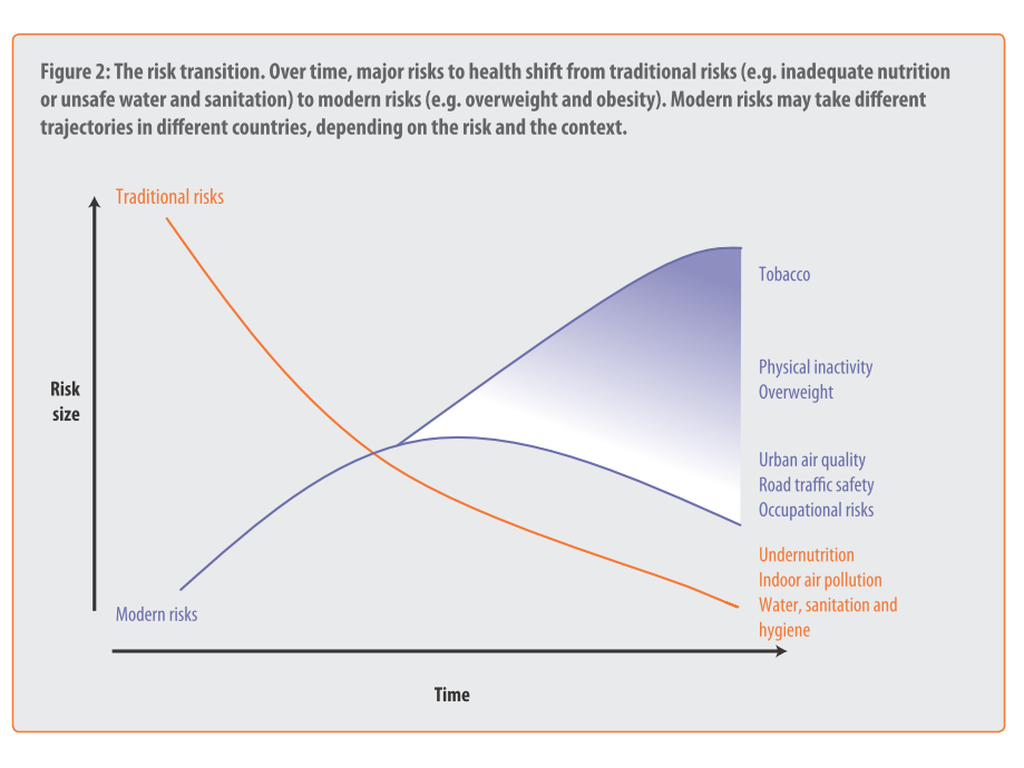 Figure 2: The risk transition. Over time, major risks to health shift from traditional risks (e.g. inadequate nutrition
or unsafe water and sanitation) to modern risks (e.g. overweight and obesity). Modern risks may take different
trajectories in different countries, depending on the risk and the context.
Traditional risks
Tobacco
Physical inactivity
Overweight
Risk
size
Urban air quality
Road traffic safety
Occupational risks
Undernutrition
Indoor air pollution
Water, sanitation and
hygiene
Modern risks
Time